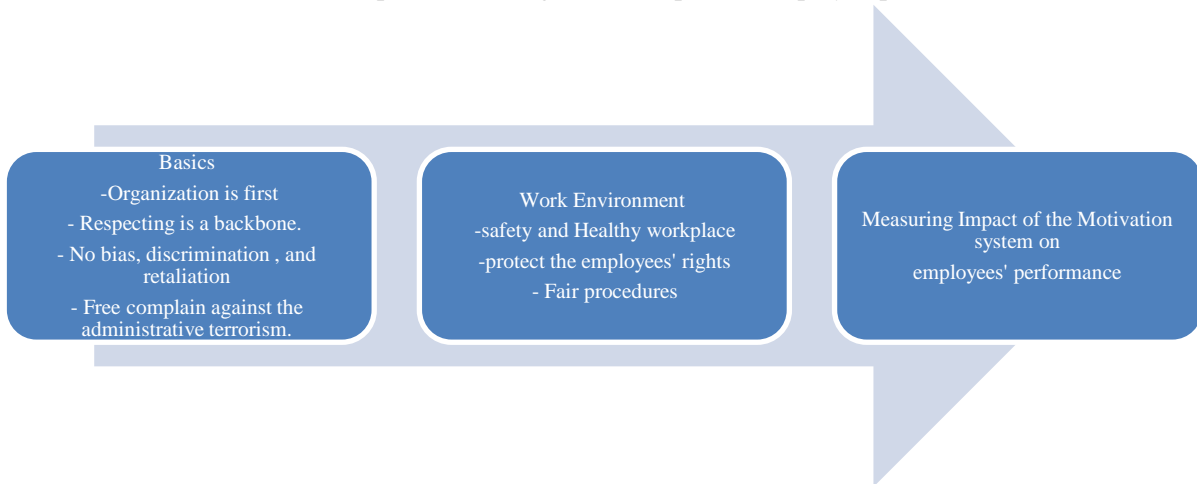 Basics
-Organization is first
- Respecting is a backbone.
- No bias, discrimination , and
retaliation
- Free complain against the
administrative terrorism.
Work Environment
-safety and Healthy workplace
-protect the employees' rights
- Fair procedures
Measuring Impact of the Motivation
system on
employees' performance